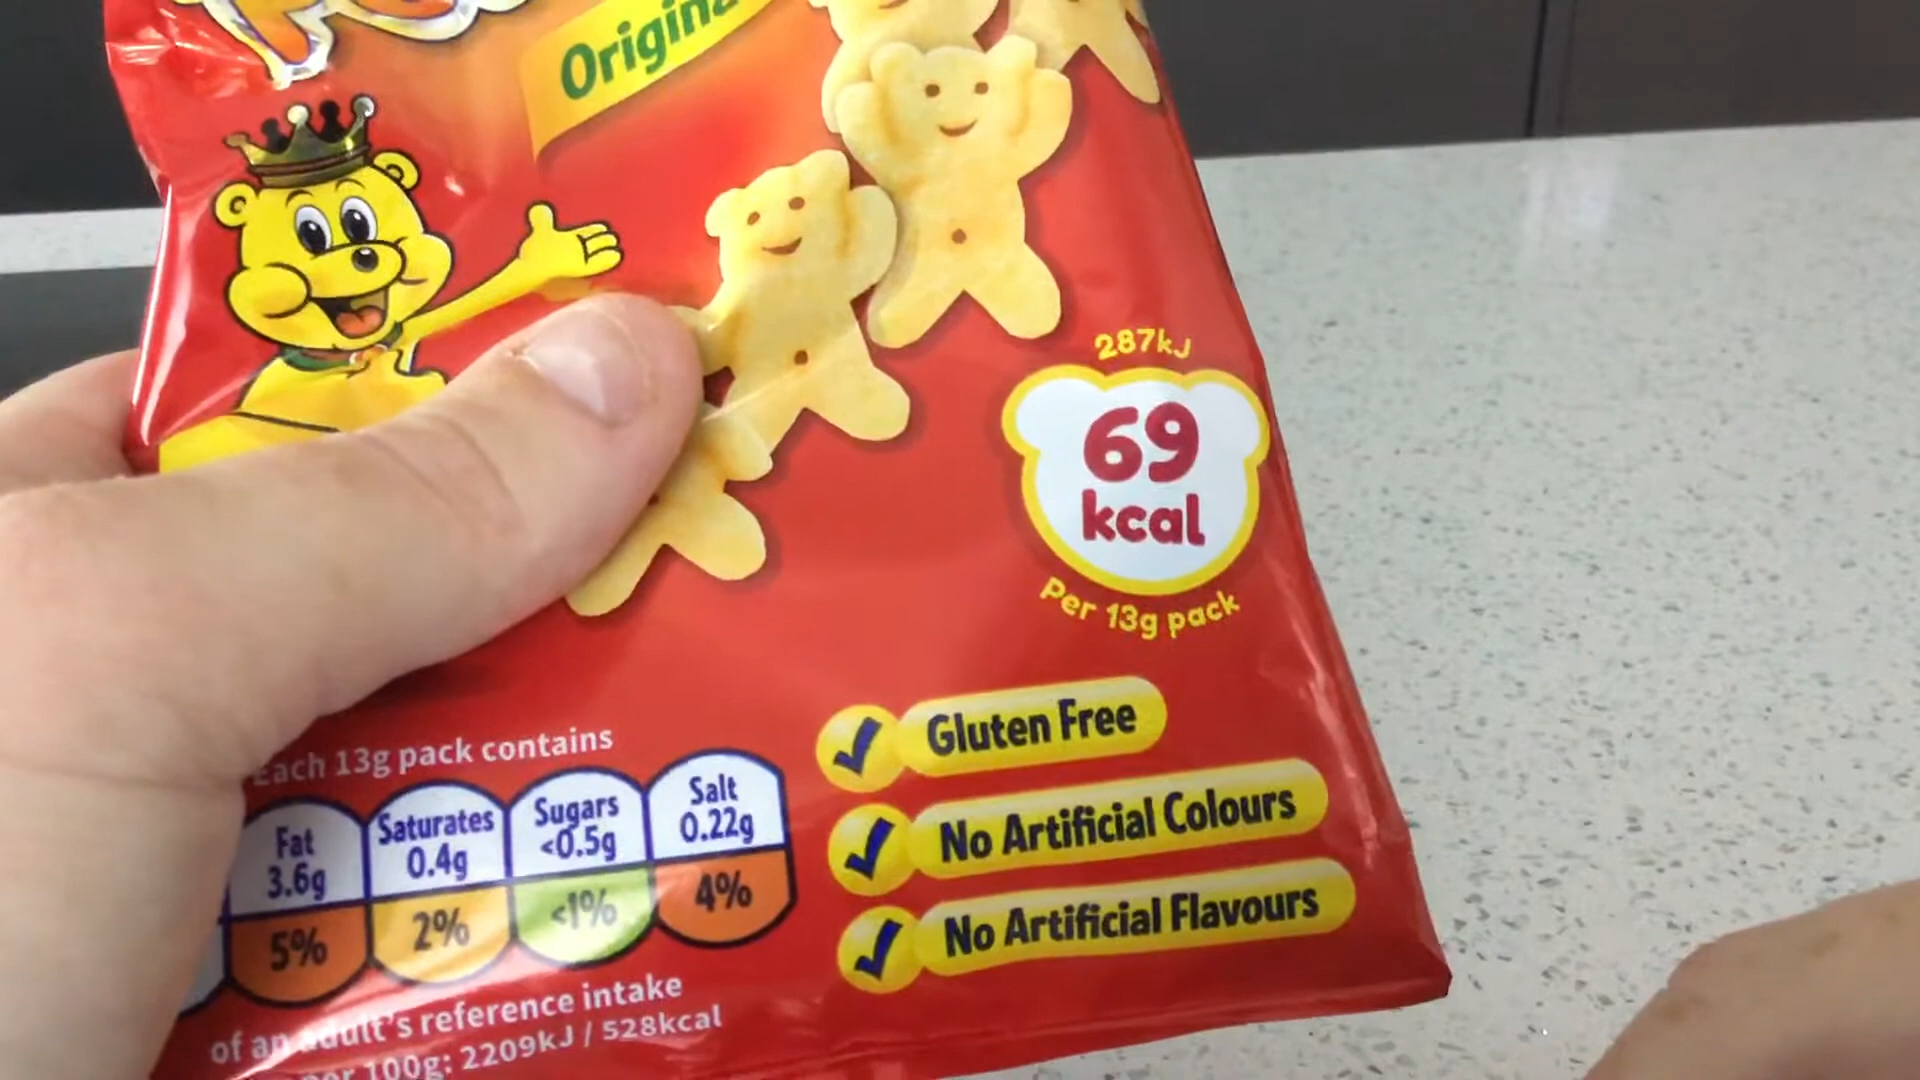 Origina
287kJ
69
kcal
Per 13g pack
Each 13g pack contains
Fat
3.6g
5%
Saturates
0.4g
2%
Sugars
<0.5g
<1%
Salt
0.22g
4%
of an adult's reference intake
per 100g: 2209kJ / 528kcal
Gluten Free
No Artificial Colours
No Artificial Flavours